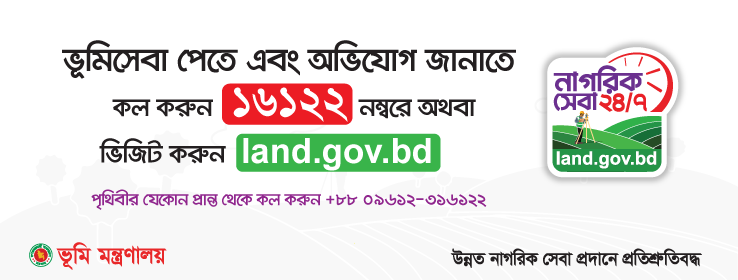 ভূমিসেবা পেতে এবং অভিযোগ জানাতে
কল করুন ১৬১২২ নম্বরে অথবা
ভিজিট করুন land.gov.bd
পৃথিবীর যেকোন প্রান্ত থেকে কল করুন +৮৮ ০৯৬১২-৩১৬১২২
নাগরিক
সেবা ২৪/৭
land.gov.bd
ভূমি মন্ত্রণালয়
উন্নত নাগরিক সেবা প্রদানে প্রতিশ্রুতিবদ্ধ